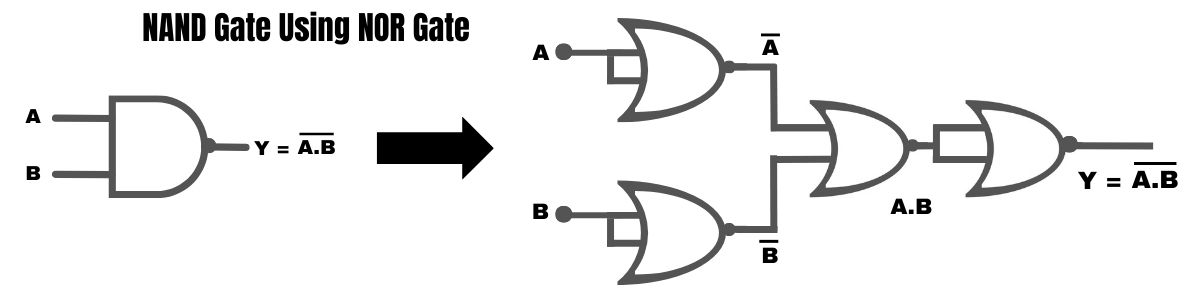 NAND Gate Using NOR Gate
A
B
Y = A̅.̅B̅
A
A̅
B
B̅
A.B
Y = A̅.̅B̅